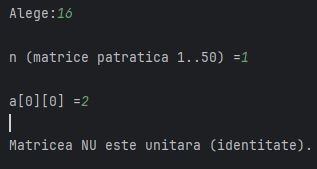 Alege:16
n (matrice patratica 1..50) =1
a[0][0] =2
Matricea NU este unitara (identitate).